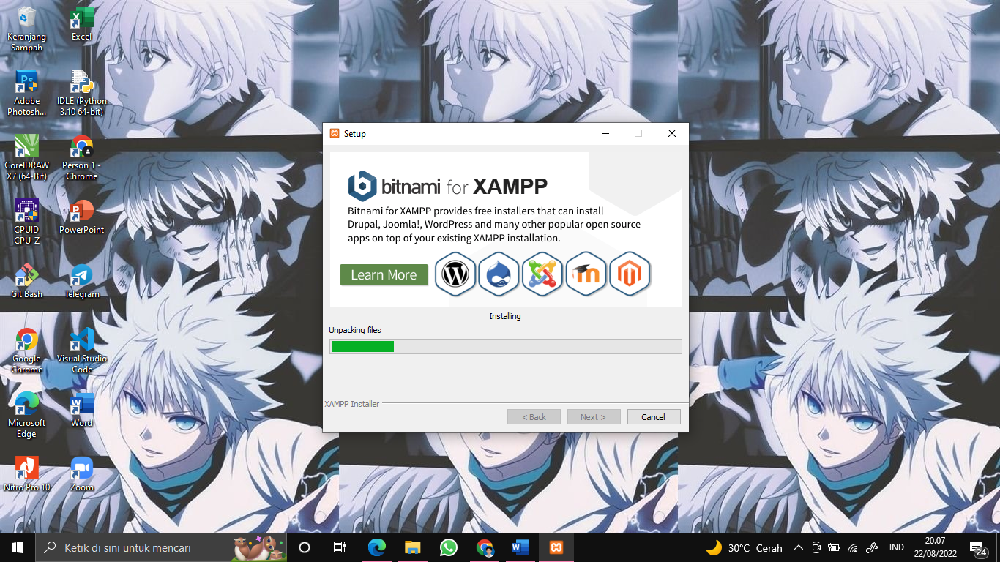 Keranjang
Sampah
Excel
Ps
Adobe
Photosh...
IDLE (Python
3.10 64-bit)
CorelDRAW
X7 (64-Bit)
Person 1 -
Chrome
CPUID
CPU-Z
PowerPoint
Git Bash
Telegram
Google
Chrome
Visual Studio
Code
Microsoft
Edge
Word
Nitro Pro 10
Zoom
Setup
bitnami for XAMPP
Bitnami for XAMPP provides free installers that can install
Drupal, Joomla!, WordPress and many other popular open source
apps on top of your existing XAMPP installation.
Learn More
Installing
Unpacking files
XAMPP Installer
< Back
Next >
Cancel
Ketik di sini untuk mencari
30°C Cerah
IND
20.07
22/08/2022
24